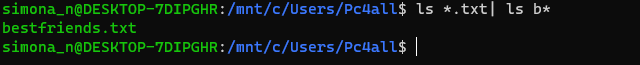 simona_n@DESKTOP-7DIPGHR:/mnt/c/Users/Pc4all$ ls *.txt| ls b*
bestfriends.txt
simona_n@DESKTOP-7DIPGHR:/mnt/c/Users/Pc4all$